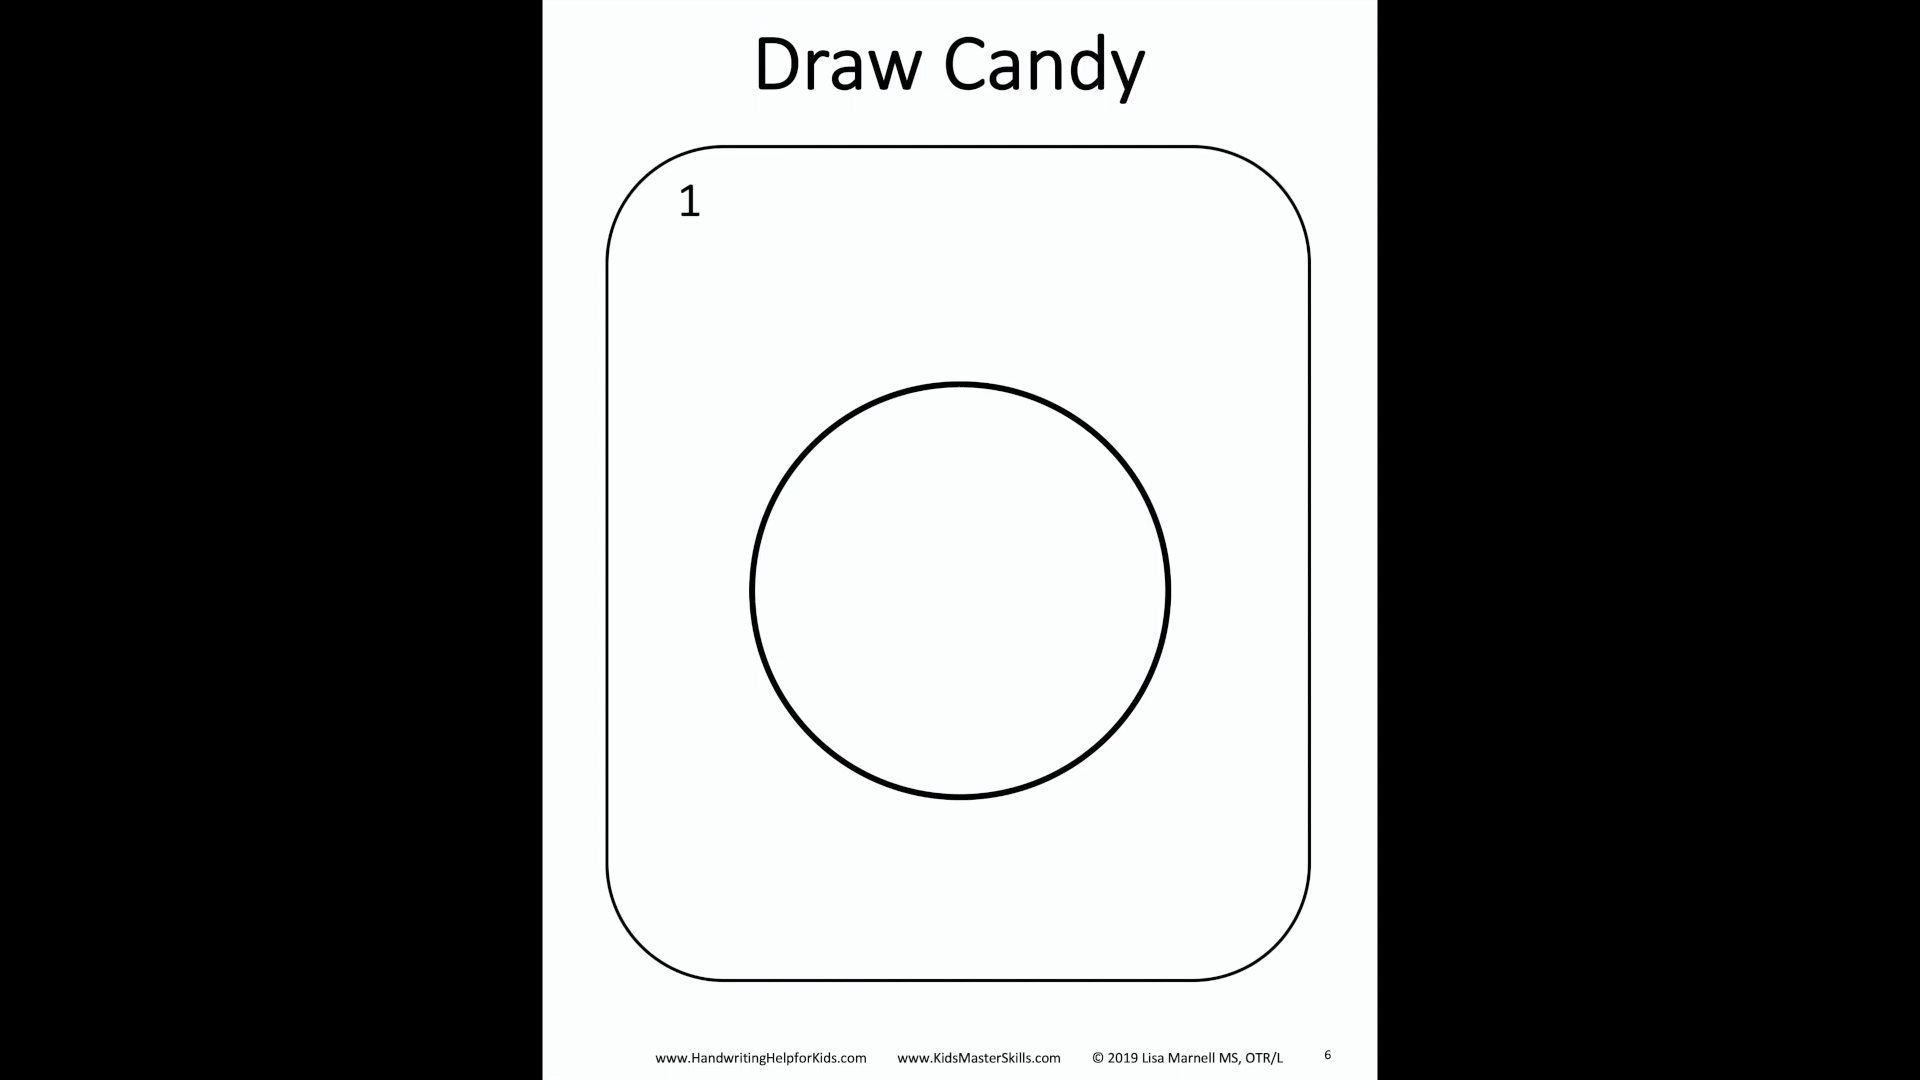 Draw Candy
1
www.HandwritingHelpforKids.com www.KidsMasterSkills.com © 2019 Lisa Marnell MS, OTR/L 6